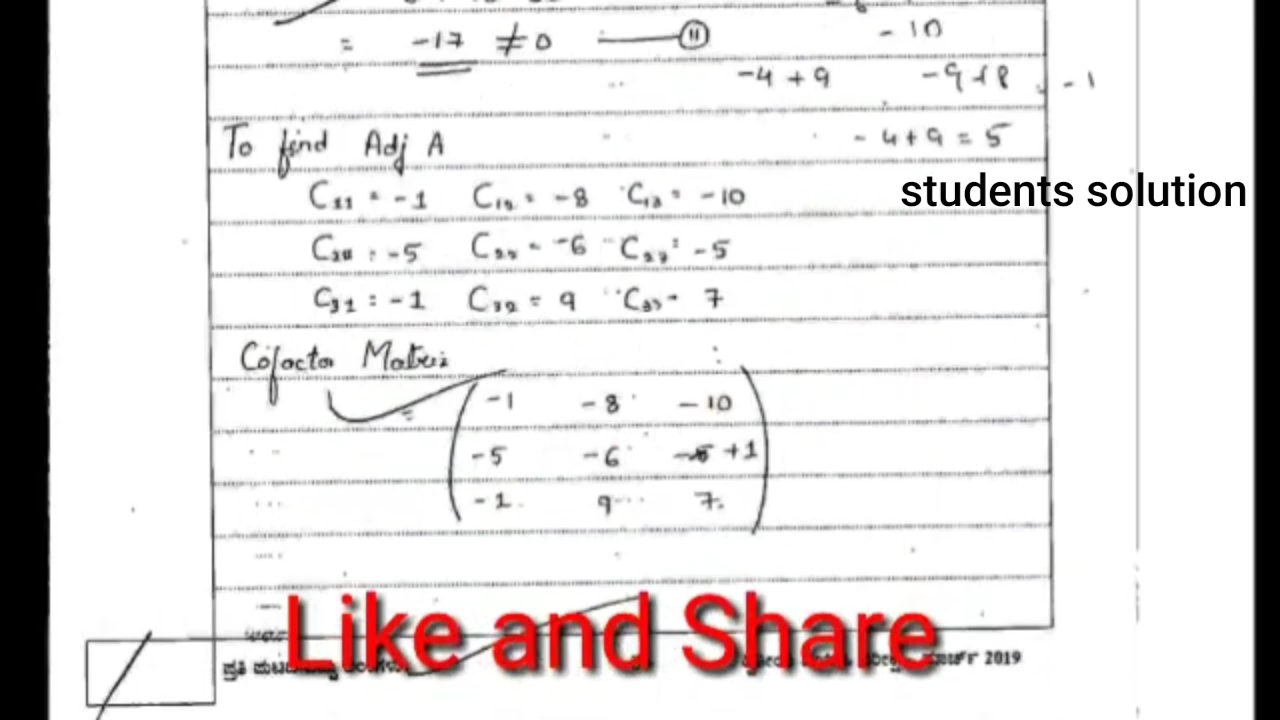 = -17 ≠ 0 —— (11)
- 10
-4 + 9 -9+8 - 1
To find Adj A
- 4+9 = 5
C₁₁ = -1 C₁₂ = -8 C₁₃ = -10
students solution
C₂₁ = -5 C₂₂ = -6 C₂₃ = -5
C₃₁ = -1 C₃₂ = 9 C₃₃ = 7
Cofactor Matrix
= -1 -8 -10
-5 -6 +1
-1 9 7
Like and Share
ಪ್ರತಿ ಮಾರ್ಚ್ 2019